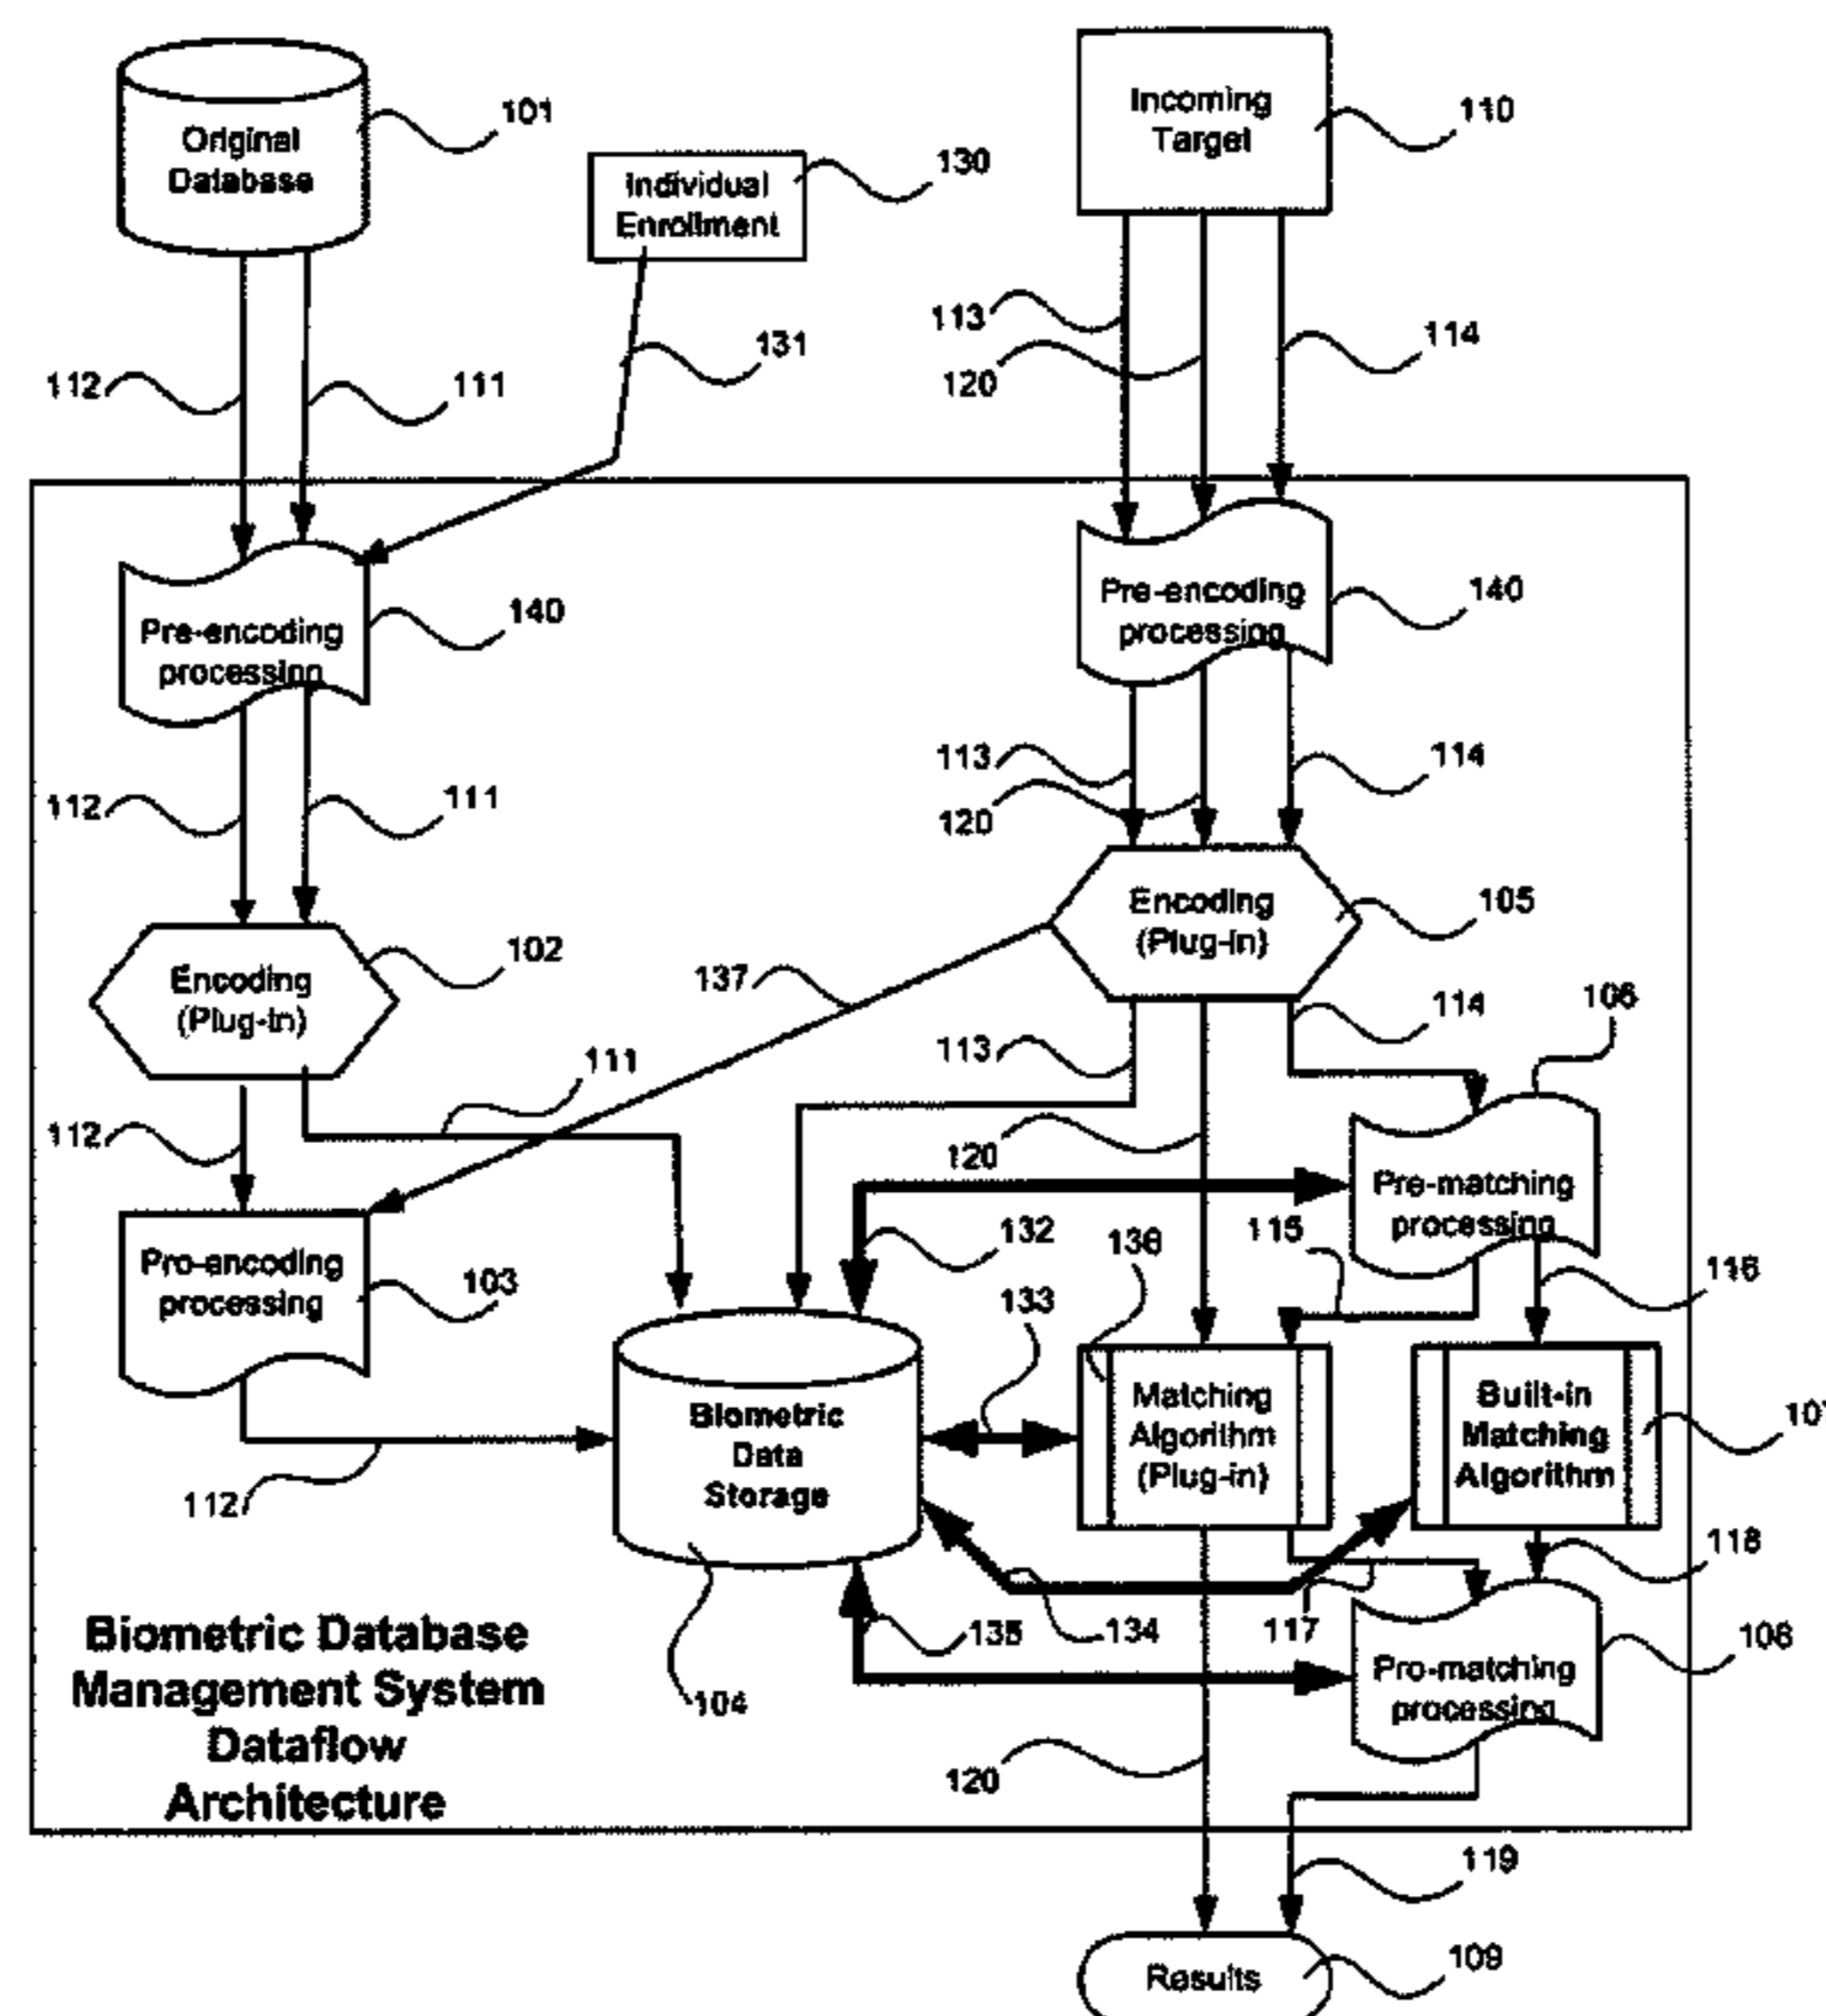 Original
Database
101
Individual
Enrollment
130
Incoming
Target
110
113
120
114
131
112
111
Pre-encoding
processing
140
Pre-encoding
processing
140
112
111
113
120
114
Encoding
(Plug-in)
102
Encoding
(Plug-in)
105
137
113
114
106
111
112
120
Pre-matching
processing
Pro-encoding
processing
103
132
136
115
116
133
Biometric
Data
Storage
Matching
Algorithm
(Plug-in)
Built-in
Matching
Algorithm
112
118
135
134
117
104
Pro-matching
processing
Biometric Database
Management System
Dataflow
Architecture
120
119
Results
109